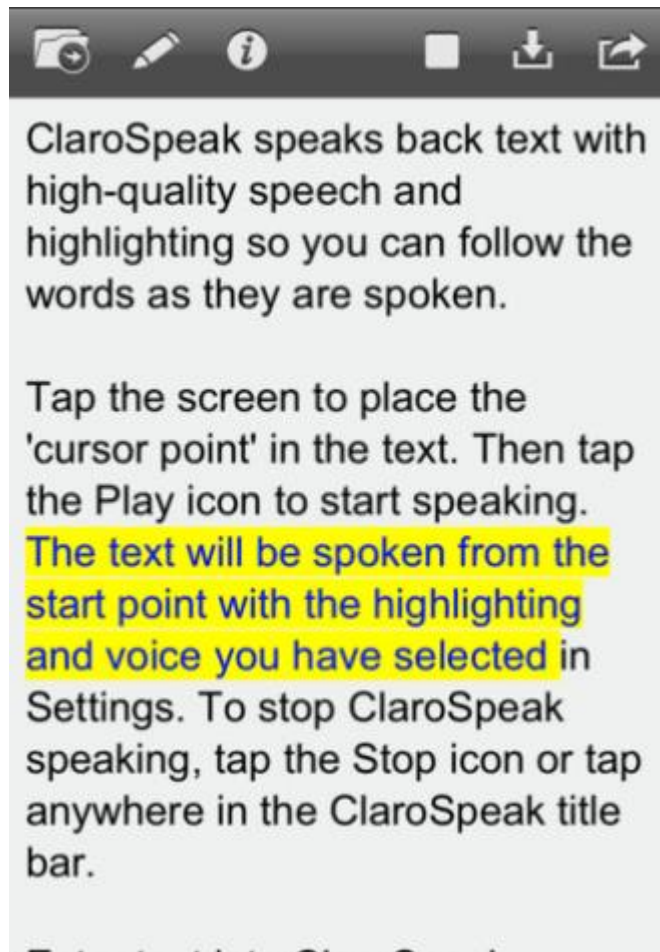 ClaroSpeak speaks back text with
high-quality speech and
highlighting so you can follow the
words as they are spoken.
Tap the screen to place the
'cursor point' in the text. Then tap
the Play icon to start speaking.
The text will be spoken from the
start point with the highlighting
and voice you have selected in
Settings. To stop ClaroSpeak
speaking, tap the Stop icon or tap
anywhere in the ClaroSpeak title
bar.